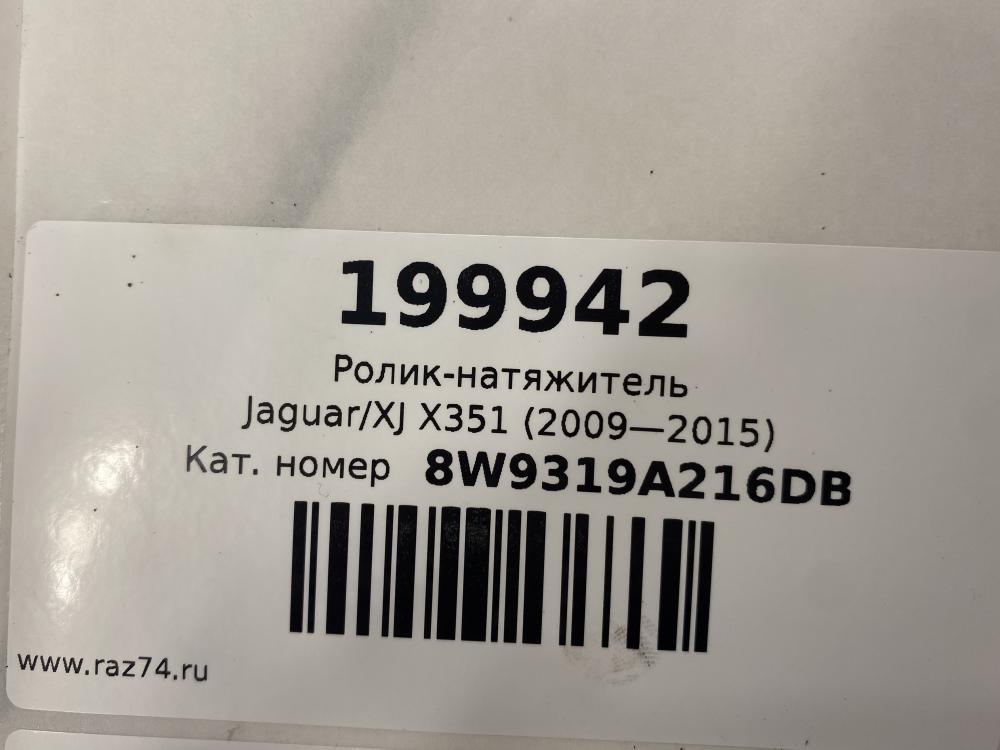 199942
Ролик-натяжитель
Jaguar/XJ X351 (2009—2015)
Кат. номер 8W9319A216DB
www.raz74.ru